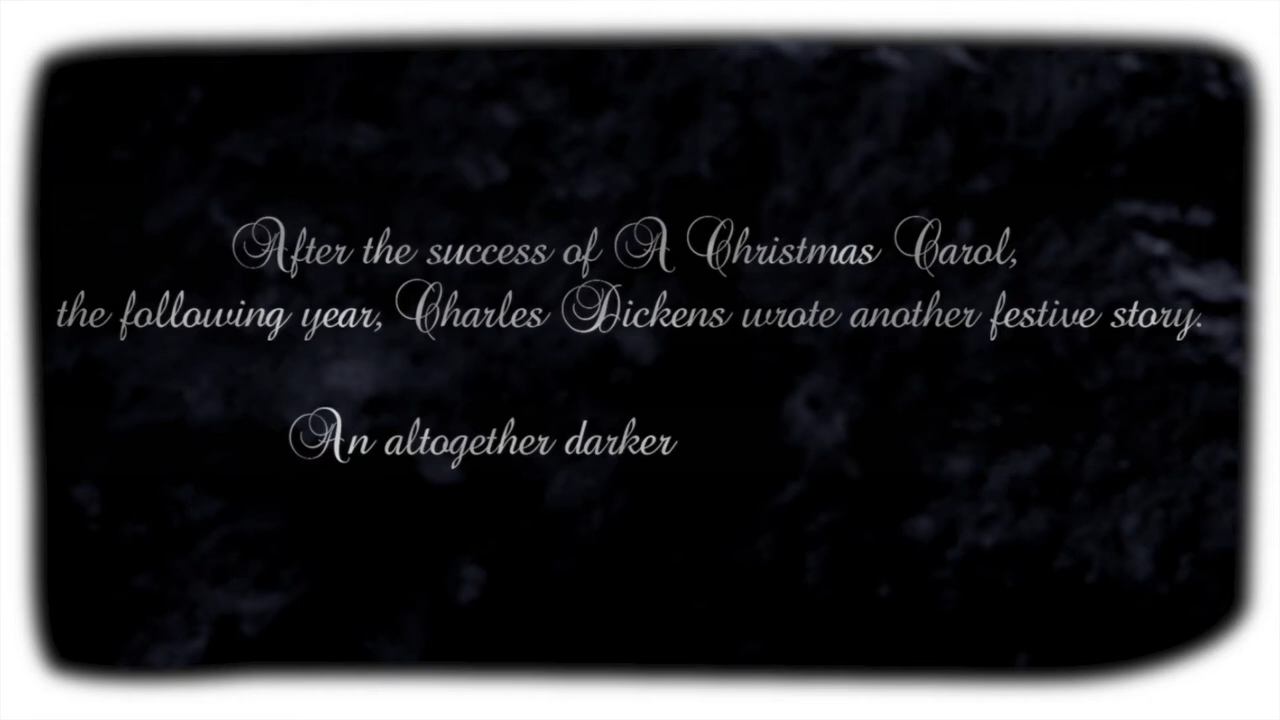 After the success of A Christmas Carol,
the following year, Charles Dickens wrote another festive story.
An altogether darker